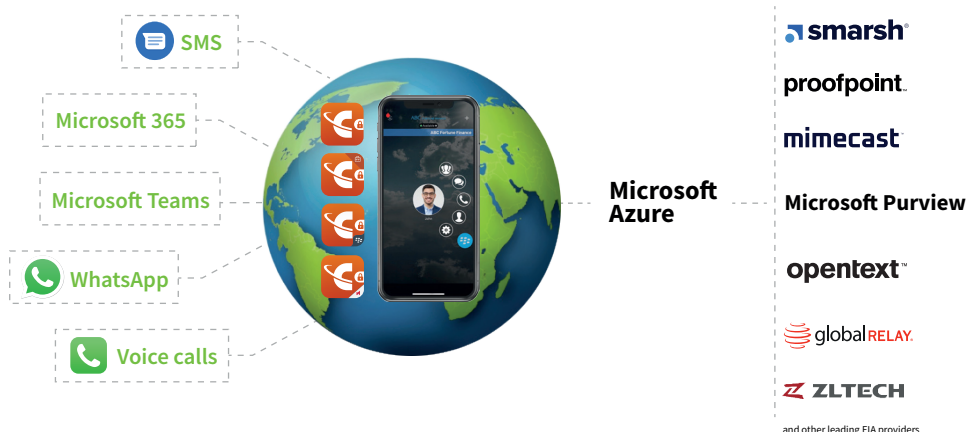 SMS
Microsoft 365
Microsoft Teams
WhatsApp
Voice calls
Microsoft
Azure
smarsh®
proofpoint
mimecast
Microsoft Purview
opentext™
globalRELAY.
ZLTECH
and other leading EIA providers